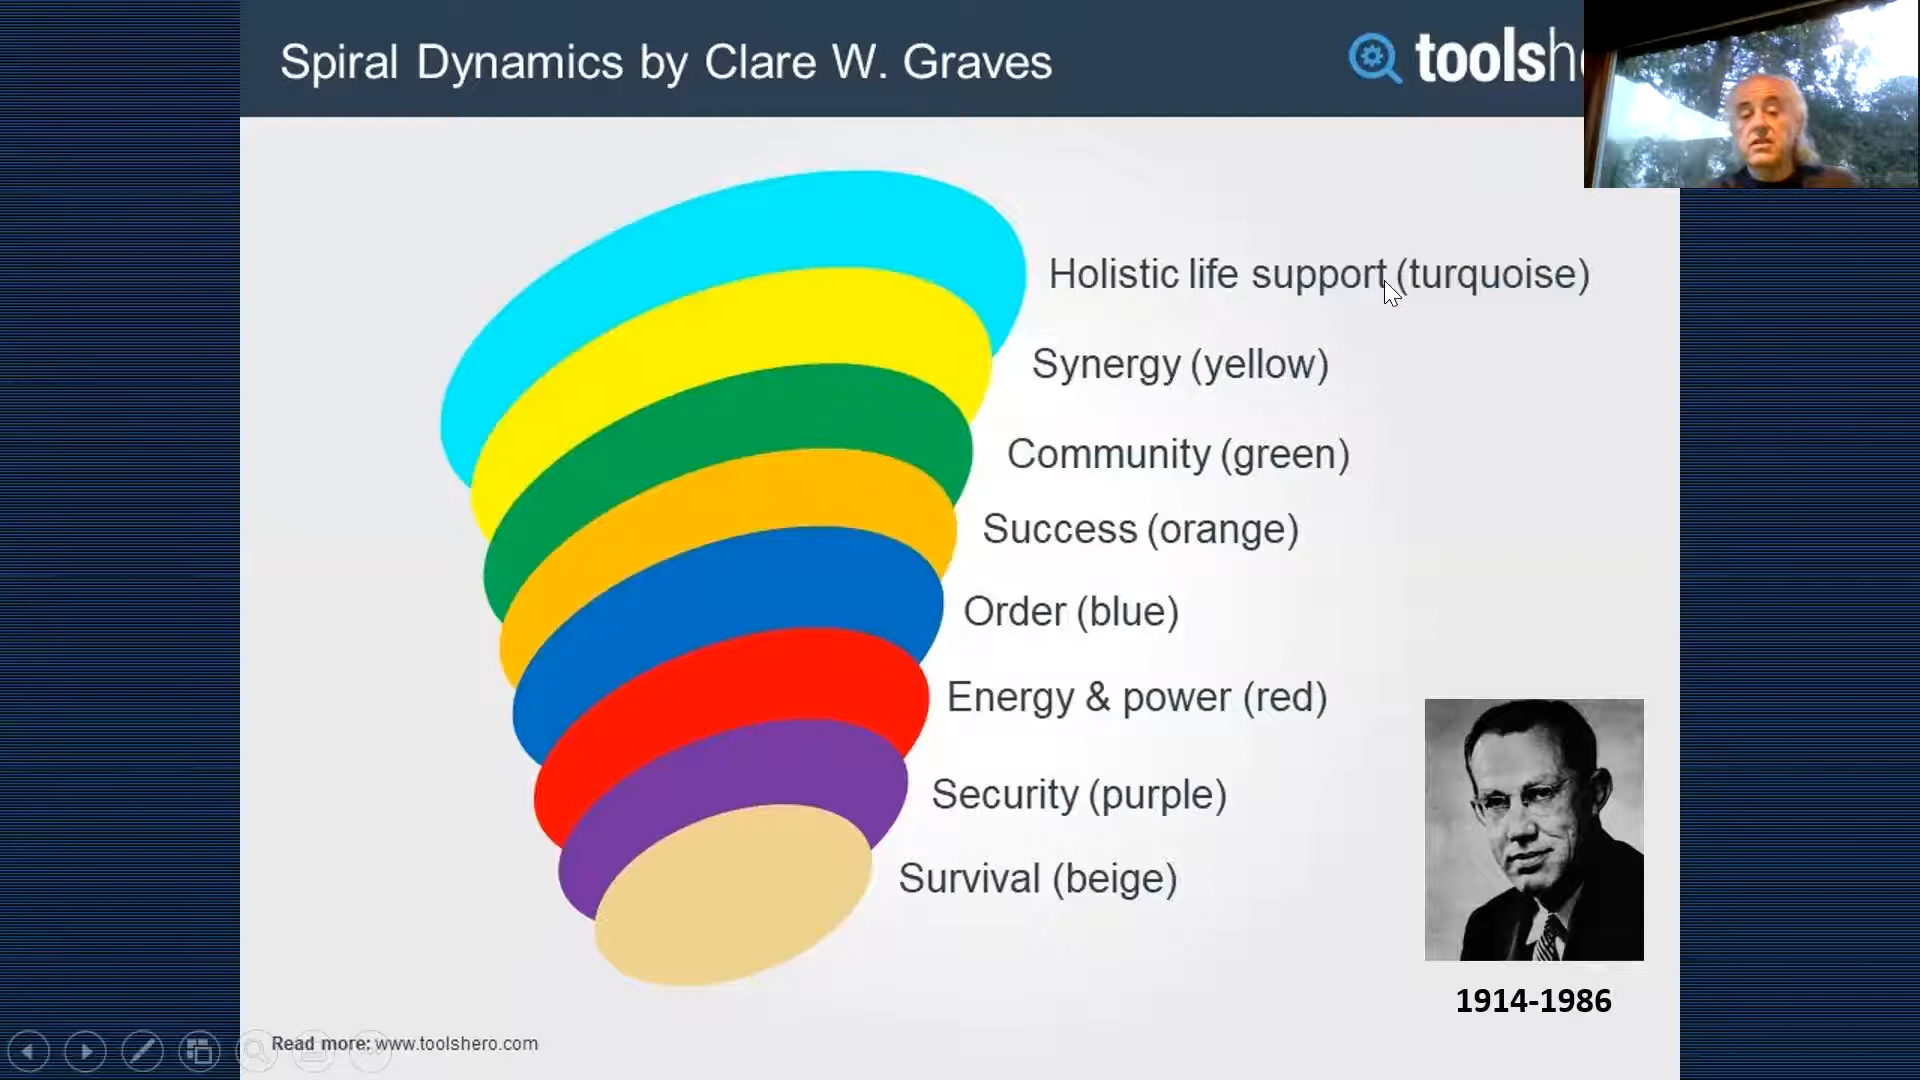 Spiral Dynamics by Clare W. Graves
toolshe
Holistic life support (turquoise)
Synergy (yellow)
Community (green)
Success (orange)
Order (blue)
Energy & power (red)
Security (purple)
Survival (beige)
1914-1986
Read more: www.toolshero.com